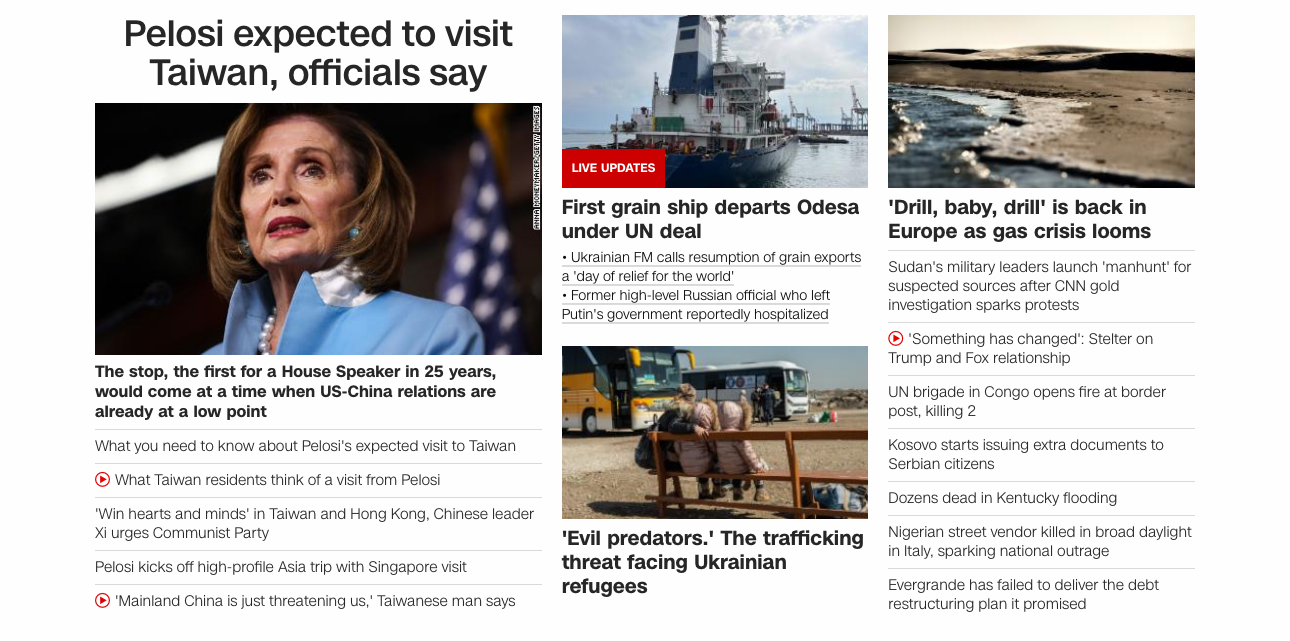 Pelosi expected to visit
Taiwan, officials say
ANNA MONEYMAKER/GETTY IMAGES
The stop, the first for a House Speaker in 25 years,
would come at a time when US-China relations are
already at a low point
What you need to know about Pelosi's expected visit to Taiwan
What Taiwan residents think of a visit from Pelosi
'Win hearts and minds' in Taiwan and Hong Kong, Chinese leader
Xi urges Communist Party
Pelosi kicks off high-profile Asia trip with Singapore visit
'Mainland China is just threatening us,' Taiwanese man says
LIVE UPDATES
First grain ship departs Odesa
under UN deal
• Ukrainian FM calls resumption of grain exports
a 'day of relief for the world'
• Former high-level Russian official who left
Putin's government reportedly hospitalized
'Evil predators.' The trafficking
threat facing Ukrainian
refugees
'Drill, baby, drill' is back in
Europe as gas crisis looms
Sudan's military leaders launch 'manhunt' for
suspected sources after CNN gold
investigation sparks protests
'Something has changed': Stelter on
Trump and Fox relationship
UN brigade in Congo opens fire at border
post, killing 2
Kosovo starts issuing extra documents to
Serbian citizens
Dozens dead in Kentucky flooding
Nigerian street vendor killed in broad daylight
in Italy, sparking national outrage
Evergrande has failed to deliver the debt
restructuring plan it promised